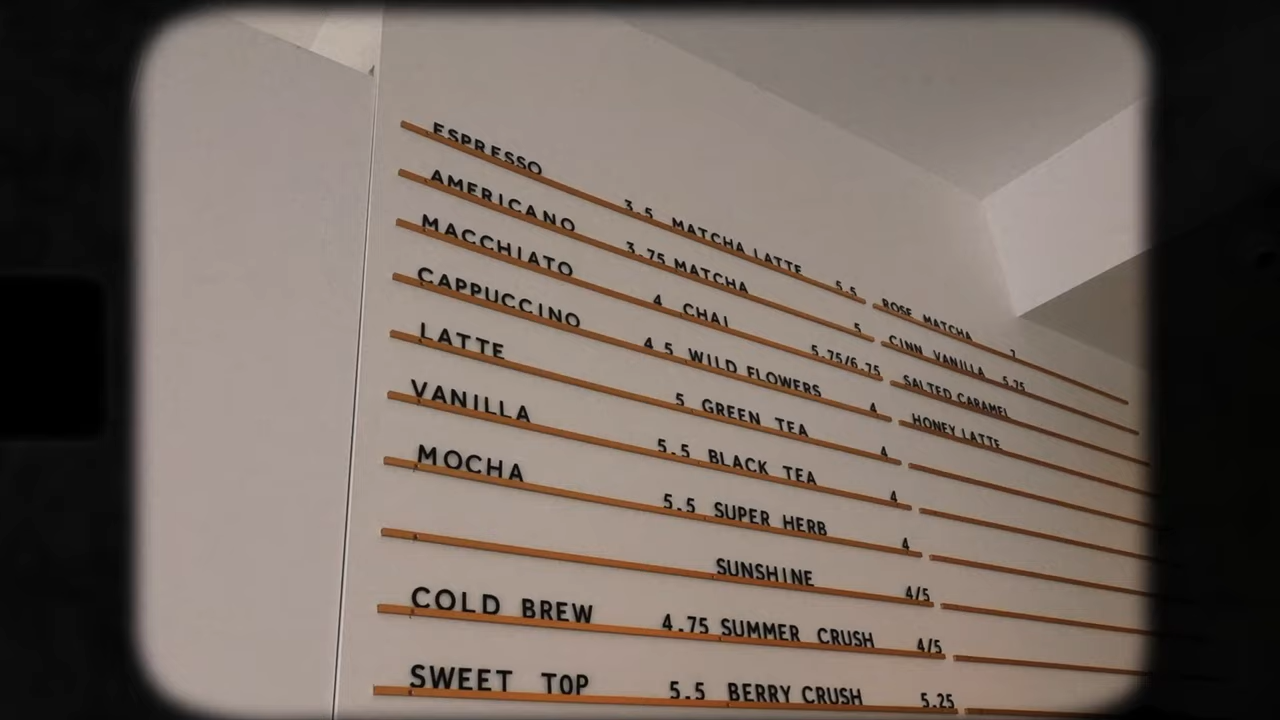 ESPRESSO 3.5 MATCHA LATTE 5.5 ROSE MATCHA 7
AMERICANO 3.75 MATCHA 5 CINN VANILLA 5.75
MACCHIATO 4 CHAI 5.75/6.75 SALTED CARAMEL
CAPPUCCINO 4.5 WILD FLOWERS 4 HONEY LATTE
LATTE 5 GREEN TEA 4
VANILLA 5.5 BLACK TEA 4
MOCHA 5.5 SUPER HERB 4
SUNSHINE 4/5
COLD BREW 4.75 SUMMER CRUSH 4/5
SWEET TOP 5.5 BERRY CRUSH 5.25